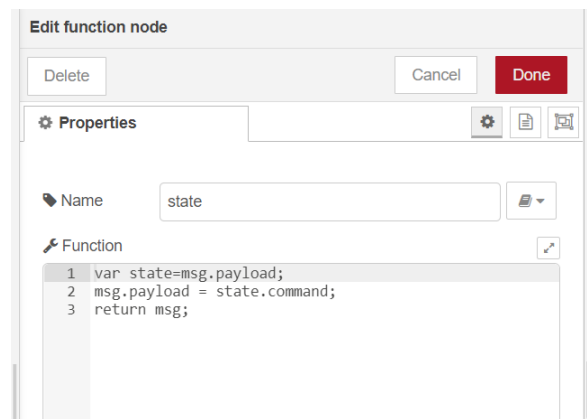 Edit function node
Delete
Cancel
Done
Properties
Name
state
Function
1 var state=msg.payload;
2 msg.payload = state.command;
3 return msg;